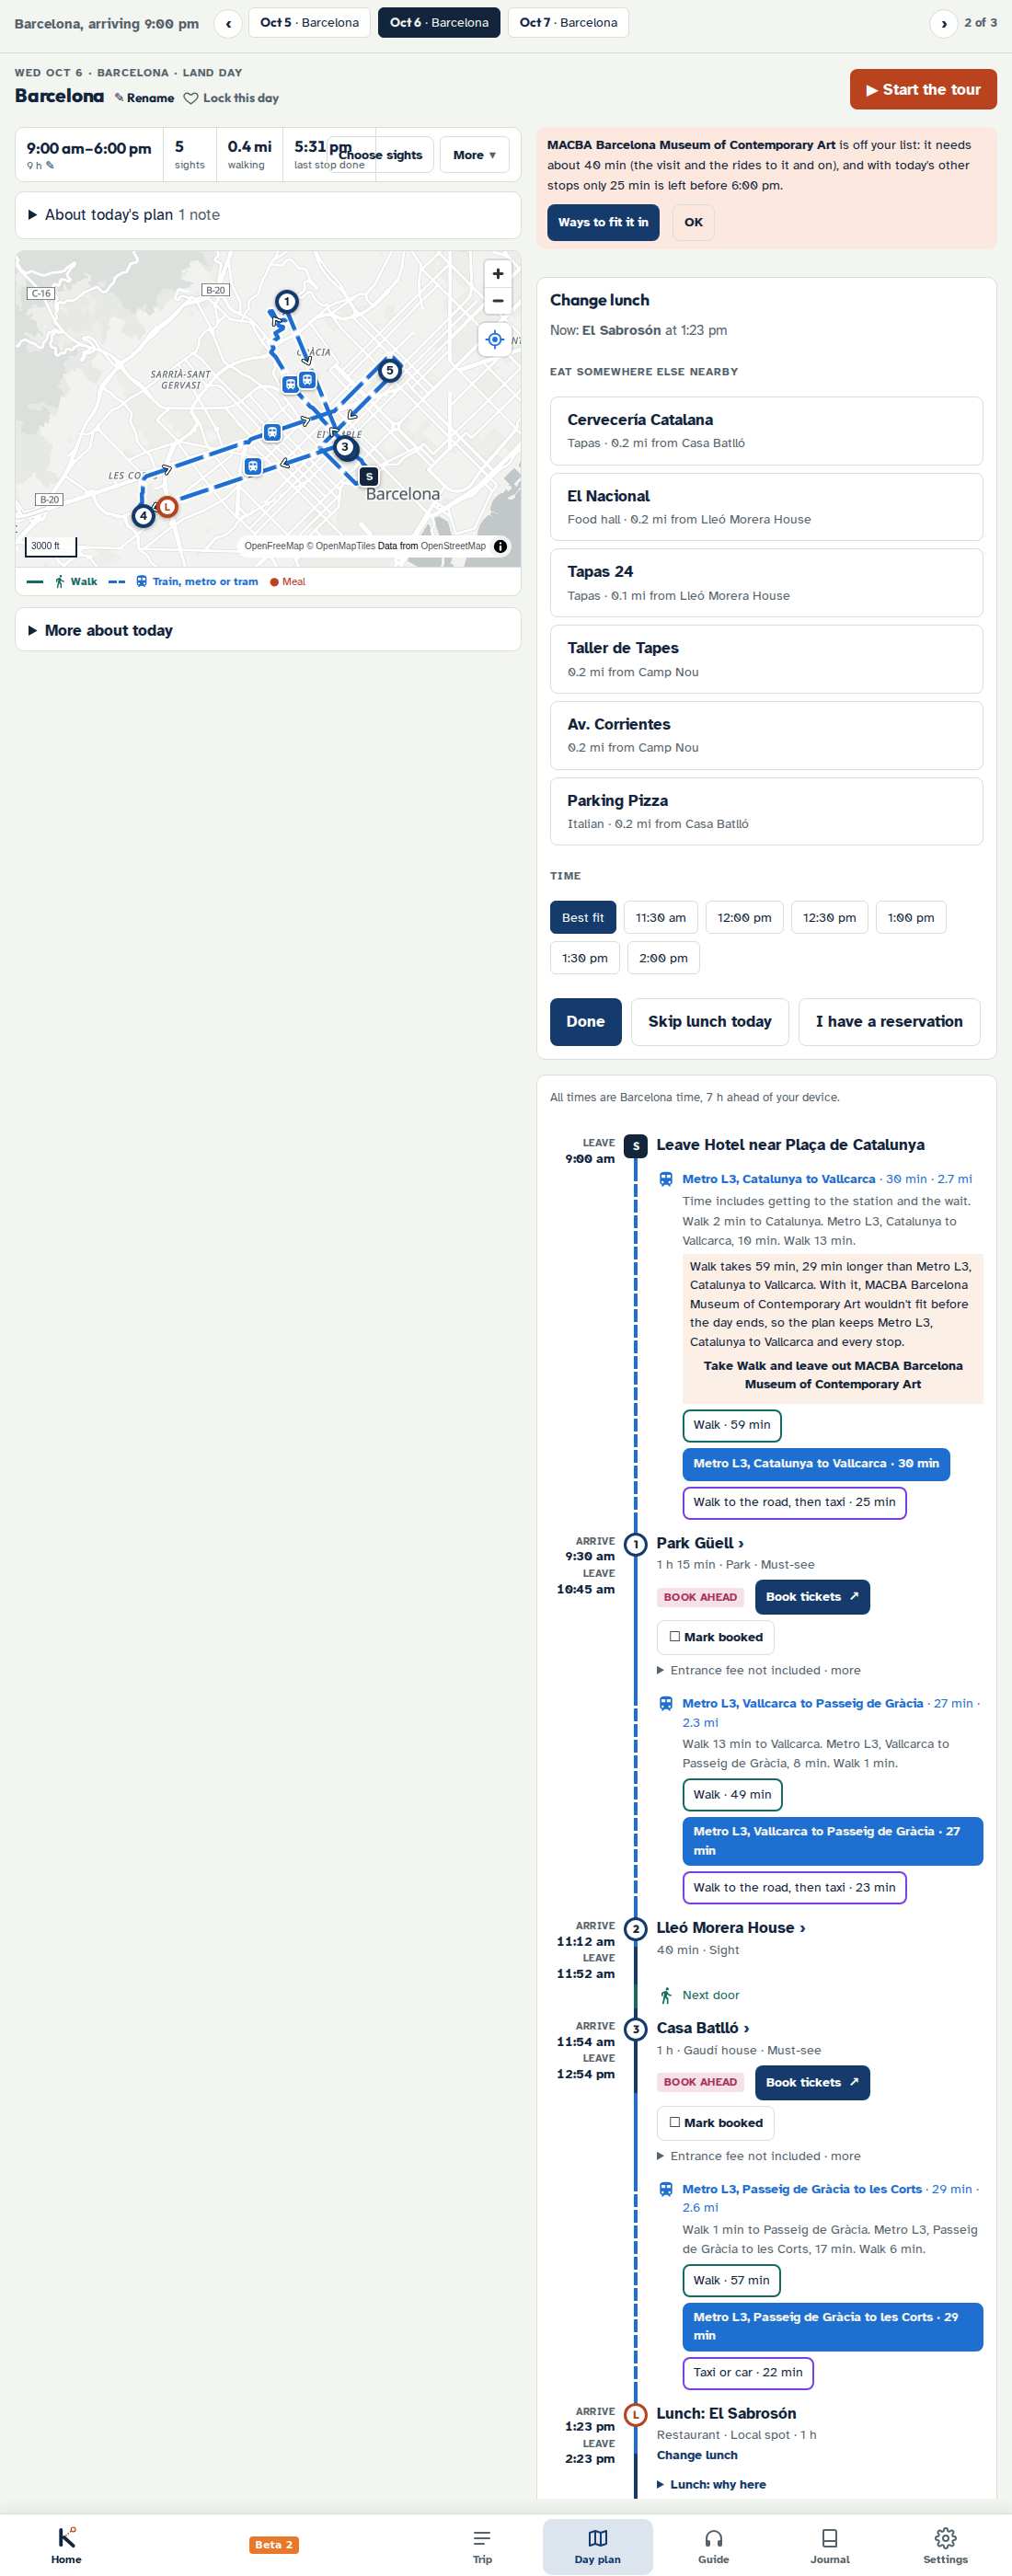 Barcelona, arriving 9:00 pm
‹
Oct 5 · Barcelona
Oct 6 · Barcelona
Oct 7 · Barcelona
›
2 of 3
WED OCT 6 · BARCELONA · LAND DAY
Barcelona ✎ Rename ♡ Lock this day
▶ Start the tour
9:00 am–6:00 pm
9 h ✎
5
sights
0.4 mi
walking
5:31 pm
last stop done
Choose sights
More ▾
▶ About today's plan 1 note
C-16
B-20
1
GRÀCIA
SARRIÀ-SANT
GERVASI
5
EIXAMPLE
3
LES CO
S
Barcelona
B-20
4
L
+
−
3000 ft
OpenFreeMap © OpenMapTiles Data from OpenStreetMap
Walk
Train, metro or tram
Meal
▶ More about today
MACBA Barcelona Museum of Contemporary Art is off your list: it needs
about 40 min (the visit and the rides to it and on), and with today's other
stops only 25 min is left before 6:00 pm.
Ways to fit it in
OK
Change lunch
Now: El Sabrosón at 1:23 pm
EAT SOMEWHERE ELSE NEARBY
Cervecería Catalana
Tapas · 0.2 mi from Casa Batlló
El Nacional
Food hall · 0.2 mi from Lleó Morera House
Tapas 24
Tapas · 0.1 mi from Lleó Morera House
Taller de Tapes
0.2 mi from Camp Nou
Av. Corrientes
0.2 mi from Camp Nou
Parking Pizza
Italian · 0.2 mi from Casa Batlló
TIME
Best fit
11:30 am
12:00 pm
12:30 pm
1:00 pm
1:30 pm
2:00 pm
Done
Skip lunch today
I have a reservation
All times are Barcelona time, 7 h ahead of your device.
LEAVE
9:00 am
S
Leave Hotel near Plaça de Catalunya
Metro L3, Catalunya to Vallcarca · 30 min · 2.7 mi
Time includes getting to the station and the wait.
Walk 2 min to Catalunya. Metro L3, Catalunya to
Vallcarca, 10 min. Walk 13 min.
Walk takes 59 min, 29 min longer than Metro L3,
Catalunya to Vallcarca. With it, MACBA Barcelona
Museum of Contemporary Art wouldn't fit before
the day ends, so the plan keeps Metro L3,
Catalunya to Vallcarca and every stop.
Take Walk and leave out MACBA Barcelona
Museum of Contemporary Art
Walk · 59 min
Metro L3, Catalunya to Vallcarca · 30 min
Walk to the road, then taxi · 25 min
ARRIVE
9:30 am
LEAVE
10:45 am
1
Park Güell ›
1 h 15 min · Park · Must-see
BOOK AHEAD
Book tickets ↗
☐ Mark booked
▶ Entrance fee not included · more
Metro L3, Vallcarca to Passeig de Gràcia · 27 min ·
2.3 mi
Walk 13 min to Vallcarca. Metro L3, Vallcarca to
Passeig de Gràcia, 8 min. Walk 1 min.
Walk · 49 min
Metro L3, Vallcarca to Passeig de Gràcia · 27
min
Walk to the road, then taxi · 23 min
ARRIVE
11:12 am
LEAVE
11:52 am
2
Lleó Morera House ›
40 min · Sight
Next door
ARRIVE
11:54 am
LEAVE
12:54 pm
3
Casa Batlló ›
1 h · Gaudí house · Must-see
BOOK AHEAD
Book tickets ↗
☐ Mark booked
▶ Entrance fee not included · more
Metro L3, Passeig de Gràcia to les Corts · 29 min ·
2.6 mi
Walk 1 min to Passeig de Gràcia. Metro L3, Passeig
de Gràcia to les Corts, 17 min. Walk 6 min.
Walk · 57 min
Metro L3, Passeig de Gràcia to les Corts · 29
min
Taxi or car · 22 min
ARRIVE
1:23 pm
LEAVE
2:23 pm
L
Lunch: El Sabrosón
Restaurant · Local spot · 1 h
Change lunch
▶ Lunch: why here
Home
Beta 2
Trip
Day plan
Guide
Journal
Settings